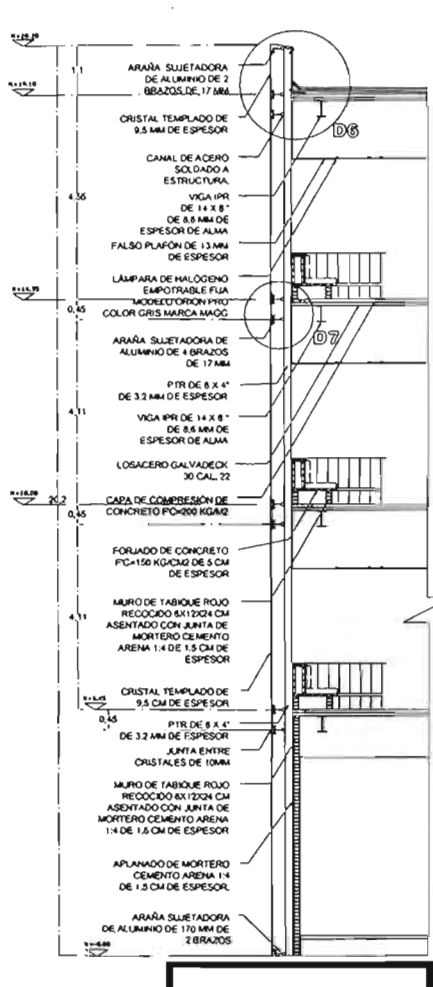 ARAÑA SUJETADORA
DE ALUMINIO DE 2
BRAZOS DE 17 MM
1,1
CRISTAL TEMPLADO DE
9,5 MM DE ESPESOR
D6
CANAL DE ACERO
SOLDADO A
ESTRUCTURA,
VIGA IPR
DE 14 X 8"
DE 8,6 MM DE
ESPESOR DE ALMA
FALSO PLAFÓN DE 13 MM
DE ESPESOR
LÁMPARA DE HALÓGENO
EMPOTRABLE FIJA
MODELO ORION PRO
COLOR GRIS MARCA MAGG
0,45
D7
ARAÑA SUJETADORA DE
ALUMINIO DE 4 BRAZOS
DE 17 MM
PTR DE 8 X 4"
DE 3.2 MM DE ESPESOR
4,11
VIGA IPR DE 14 X 8"
DE 8,6 MM DE
ESPESOR DE ALMA
LOSACERO GALVADECK
30 CAL. 22
20,2
CAPA DE COMPRESIÓN DE
CONCRETO F'C=200 KG/M2
0,45
FORJADO DE CONCRETO
F'C=150 KG/CM2 DE 5 CM
DE ESPESOR
MURO DE TABIQUE ROJO
RECOCIDO 6X12X24 CM
ASENTADO CON JUNTA DE
MORTERO CEMENTO
ARENA 1:4 DE 1.5 CM DE
ESPESOR
4,11
CRISTAL TEMPLADO DE
9,5 CM DE ESPESOR
0,45
PTR DE 6 X 4"
DE 3.2 MM DE ESPESOR
JUNTA ENTRE
CRISTALES DE 10MM
MURO DE TABIQUE ROJO
RECOCIDO 6X12X24 CM
ASENTADO CON JUNTA DE
MORTERO CEMENTO ARENA
1:4 DE 1,5 CM DE ESPESOR
APLANADO DE MORTERO
CEMENTO ARENA 1:4
DE 1.5 CM DE ESPESOR,
ARAÑA SUJETADORA
DE ALUMINIO DE 170 MM DE
2 BRAZOS